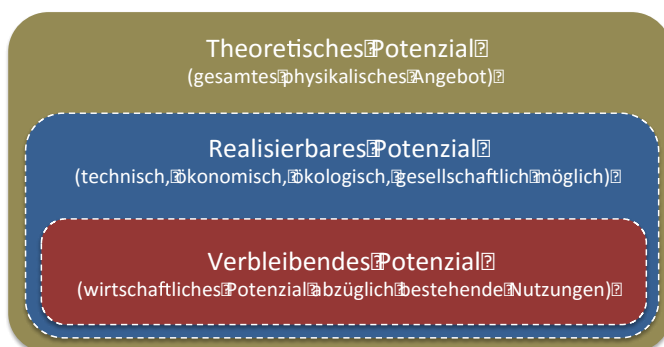 Theoretisches Potenzial
(gesamtes physikalisches Angebot)
Realisierbares Potenzial
(technisch, ökonomisch, ökologisch, gesellschaftlich möglich)
Verbleibendes Potenzial
(wirtschaftliches Potenzial abzüglich bestehende Nutzungen)